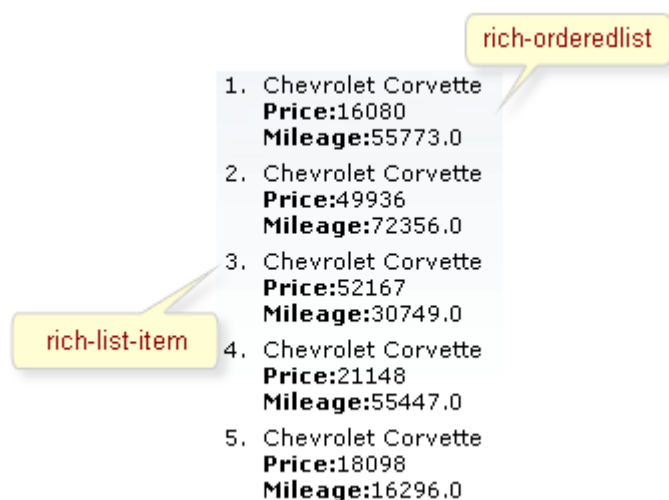 rich-orderedlist
1. Chevrolet Corvette
Price:16080
Mileage:55773.0
2. Chevrolet Corvette
Price:49936
Mileage:72356.0
3. Chevrolet Corvette
Price:52167
Mileage:30749.0
rich-list-item
4. Chevrolet Corvette
Price:21148
Mileage:55447.0
5. Chevrolet Corvette
Price:18098
Mileage:16296.0